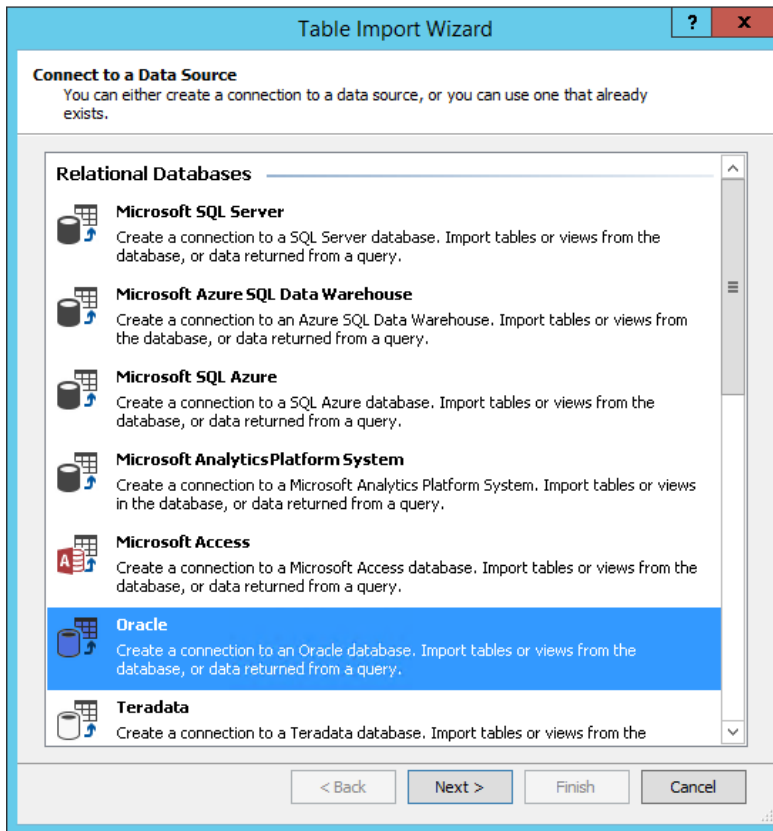 Table Import Wizard
?
x
Connect to a Data Source
You can either create a connection to a data source, or you can use one that already
exists.
Relational Databases
Microsoft SQL Server
Create a connection to a SQL Server database. Import tables or views from the
database, or data returned from a query.
Microsoft Azure SQL Data Warehouse
Create a connection to an Azure SQL Data Warehouse. Import tables or views from
the database, or data returned from a query.
Microsoft SQL Azure
Create a connection to a SQL Azure database. Import tables or views from the
database, or data returned from a query.
Microsoft Analytics Platform System
Create a connection to a Microsoft Analytics Platform System. Import tables or views
in the database, or data returned from a query.
Microsoft Access
Create a connection to a Microsoft Access database. Import tables or views from the
database, or data returned from a query.
Oracle
Create a connection to an Oracle database. Import tables or views from the
database, or data returned from a query.
Teradata
Create a connection to a Teradata database. Import tables or views from the
< Back
Next >
Finish
Cancel